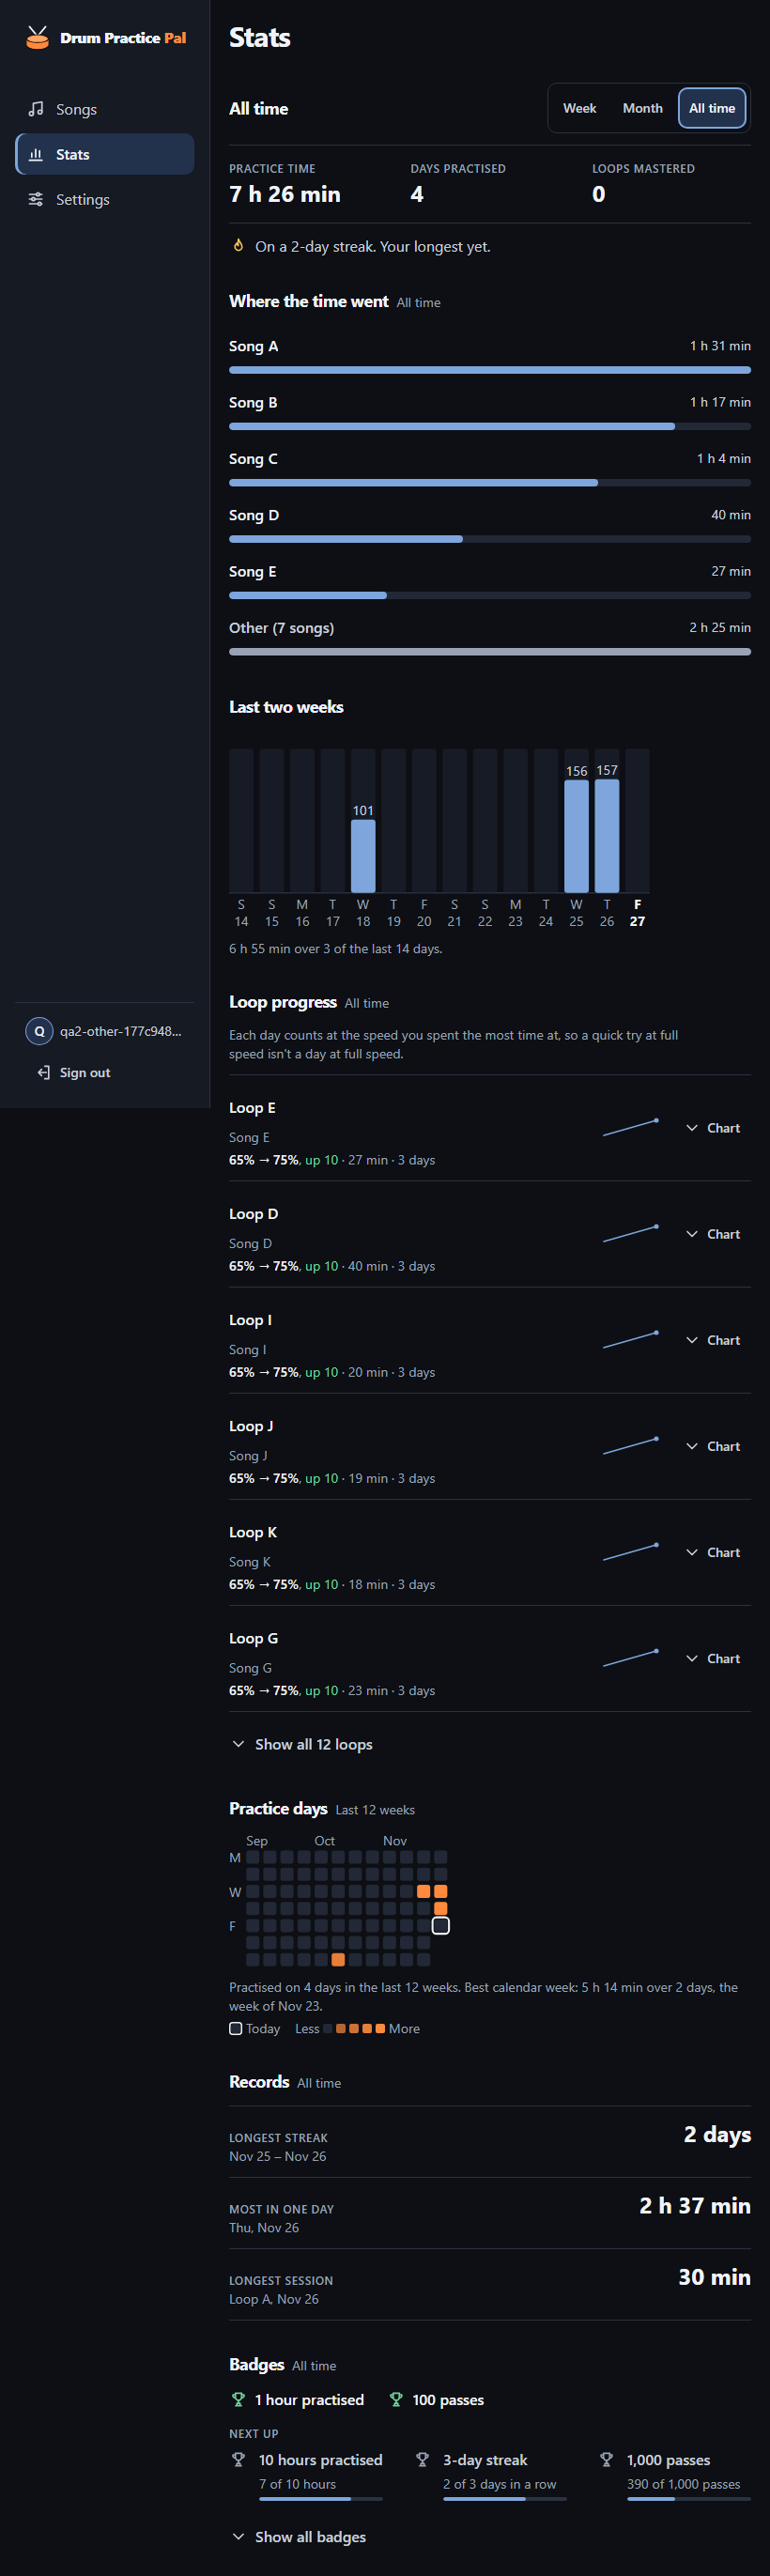 Drum Practice Pal
Songs
Stats
Settings
Q qa2-other-177c948...
Sign out
Stats
All time
Week Month All time
PRACTICE TIME DAYS PRACTISED LOOPS MASTERED
7 h 26 min 4 0
On a 2-day streak. Your longest yet.
Where the time went All time
Song A 1 h 31 min
Song B 1 h 17 min
Song C 1 h 4 min
Song D 40 min
Song E 27 min
Other (7 songs) 2 h 25 min
Last two weeks
101 156 157
S S M T W T F S S M T W T F
14 15 16 17 18 19 20 21 22 23 24 25 26 27
6 h 55 min over 3 of the last 14 days.
Loop progress All time
Each day counts at the speed you spent the most time at, so a quick try at full
speed isn't a day at full speed.
Loop E
Song E
65% → 75%, up 10 · 27 min · 3 days
Chart
Loop D
Song D
65% → 75%, up 10 · 40 min · 3 days
Chart
Loop I
Song I
65% → 75%, up 10 · 20 min · 3 days
Chart
Loop J
Song J
65% → 75%, up 10 · 19 min · 3 days
Chart
Loop K
Song K
65% → 75%, up 10 · 18 min · 3 days
Chart
Loop G
Song G
65% → 75%, up 10 · 23 min · 3 days
Chart
Show all 12 loops
Practice days Last 12 weeks
Sep Oct Nov
M
W
F
Practised on 4 days in the last 12 weeks. Best calendar week: 5 h 14 min over 2 days, the
week of Nov 23.
Today Less More
Records All time
LONGEST STREAK 2 days
Nov 25 – Nov 26
MOST IN ONE DAY 2 h 37 min
Thu, Nov 26
LONGEST SESSION 30 min
Loop A, Nov 26
Badges All time
1 hour practised 100 passes
NEXT UP
10 hours practised 3-day streak 1,000 passes
7 of 10 hours 2 of 3 days in a row 390 of 1,000 passes
Show all badges